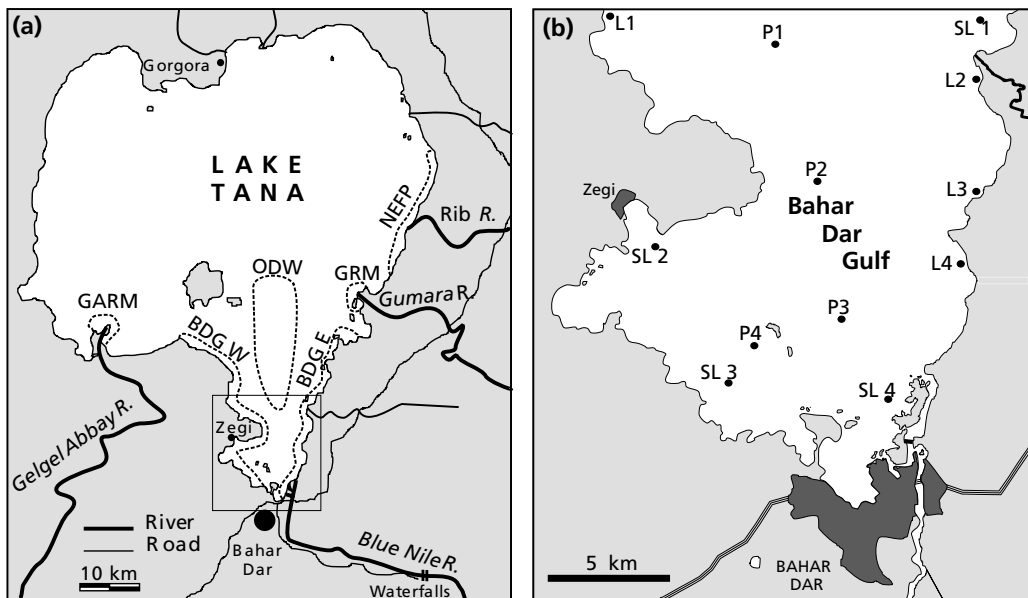 (a)
Gorgora
LAKE
TANA
NEFP
Rib R.
ODW
GRM
GARM
Gumara R.
BDG W
BDG E
Gelgel Abbay R.
Zegi
River
Road
10 km
Bahar
Dar
Blue Nile R.
Waterfalls
(b)
L1
P1
SL 1
L2
P2
Zegi
L3
Bahar
Dar
Gulf
SL 2
L4
P3
P4
SL 3
SL 4
5 km
BAHAR
DAR